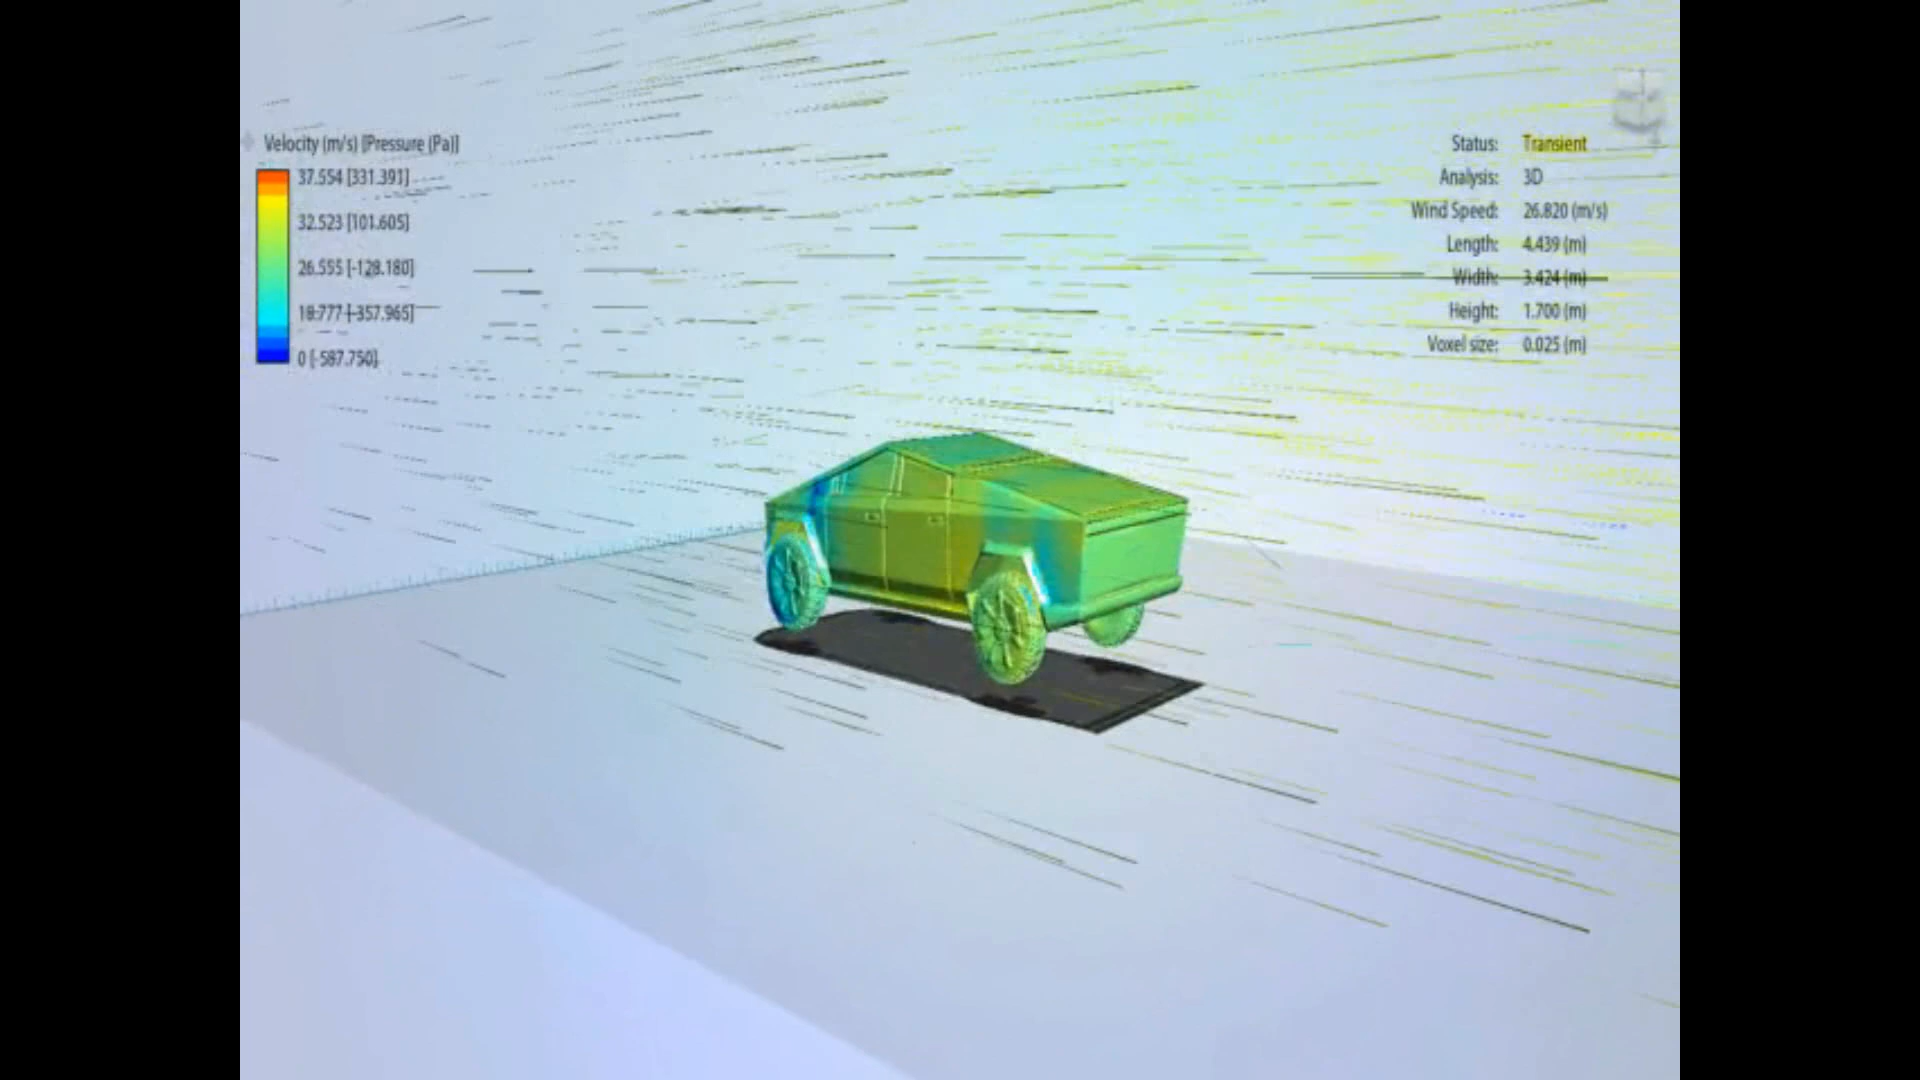 Velocity (m/s) [Pressure (Pa)]
37.554 [331.391]
32.523 [101.605]
26.555 [-128.180]
18.777 [-357.965]
0 [-587.750]
Status: Transient
Analysis: 3D
Wind Speed: 26.820 (m/s)
Length: 4.439 (m)
Width: 3.424 (m)
Height: 1.700 (m)
Voxel size: 0.025 (m)